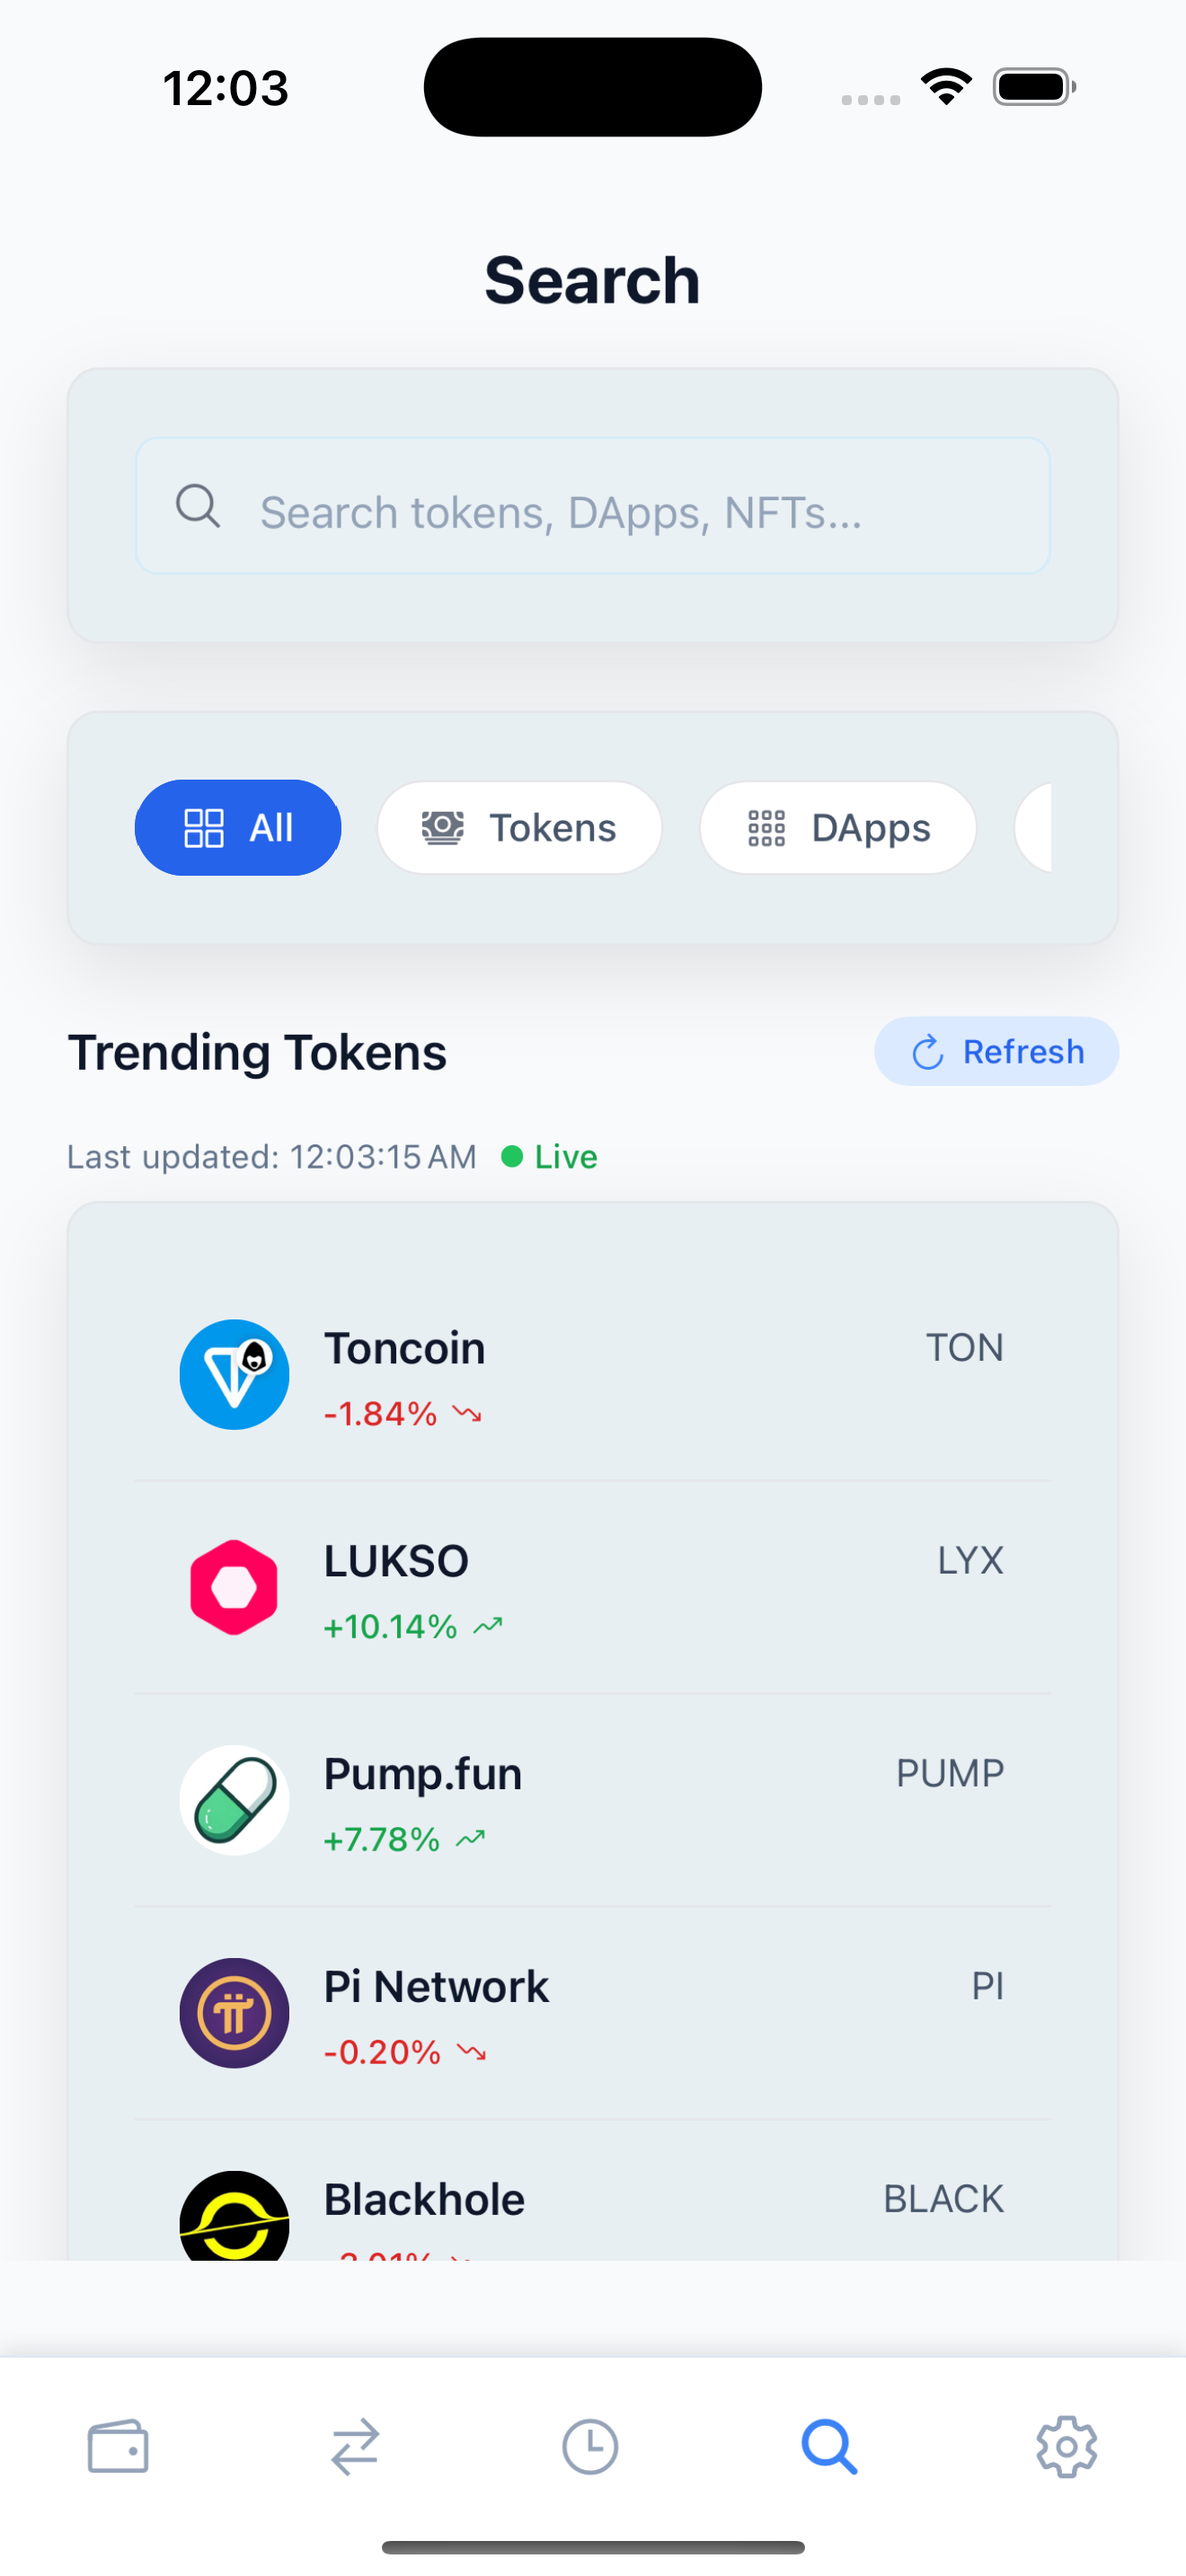 12:03
Search
Search tokens, DApps, NFTs...
All
Tokens
DApps
Trending Tokens
Refresh
Last updated: 12:03:15 AM
Live
Toncoin
TON
-1.84%
LUKSO
LYX
+10.14%
Pump.fun
PUMP
+7.78%
Pi Network
PI
-0.20%
Blackhole
BLACK